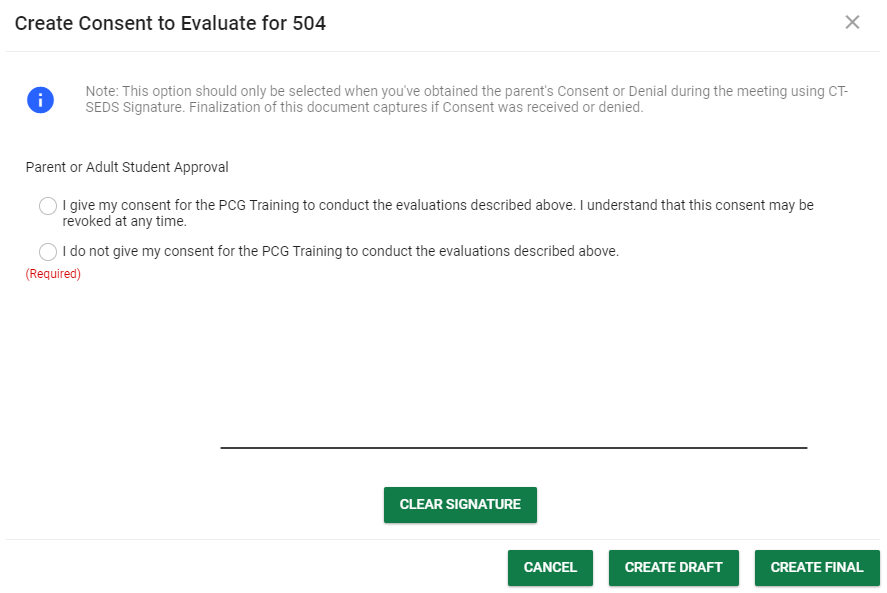 Create Consent to Evaluate for 504
Note: This option should only be selected when you've obtained the parent's Consent or Denial during the meeting using CT-
SEDS Signature. Finalization of this document captures if Consent was received or denied.
Parent or Adult Student Approval
I give my consent for the PCG Training to conduct the evaluations described above. I understand that this consent may be
revoked at any time.
I do not give my consent for the PCG Training to conduct the evaluations described above.
(Required)
CLEAR SIGNATURE
CANCEL
CREATE DRAFT
CREATE FINAL